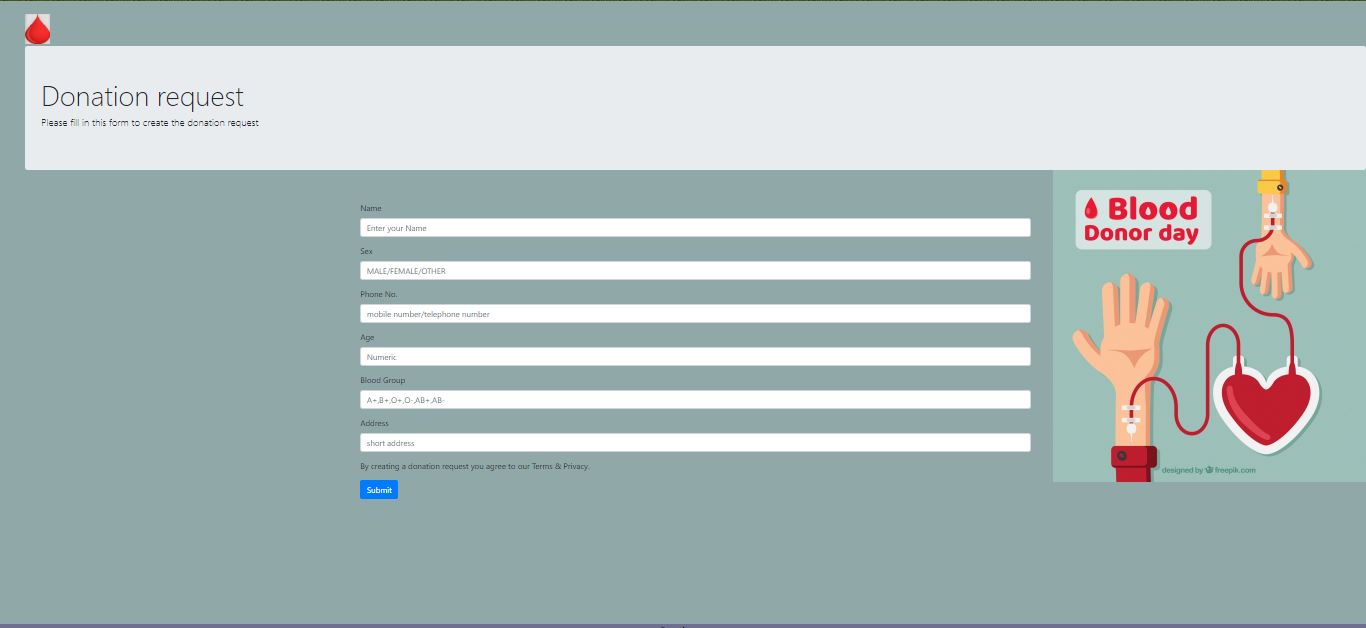 Donation request
Please fill in this form to create the donation request
Name
Enter your Name
Sex
MALE/FEMALE/OTHER
Phone No.
mobile number/telephone number
Age
Numeric
Blood Group
A+,B+,O+,O-,AB+,AB-
Address
short address
By creating a donation request you agree to our Terms & Privacy.
Submit
Blood
Donor day
designed by freepik.com